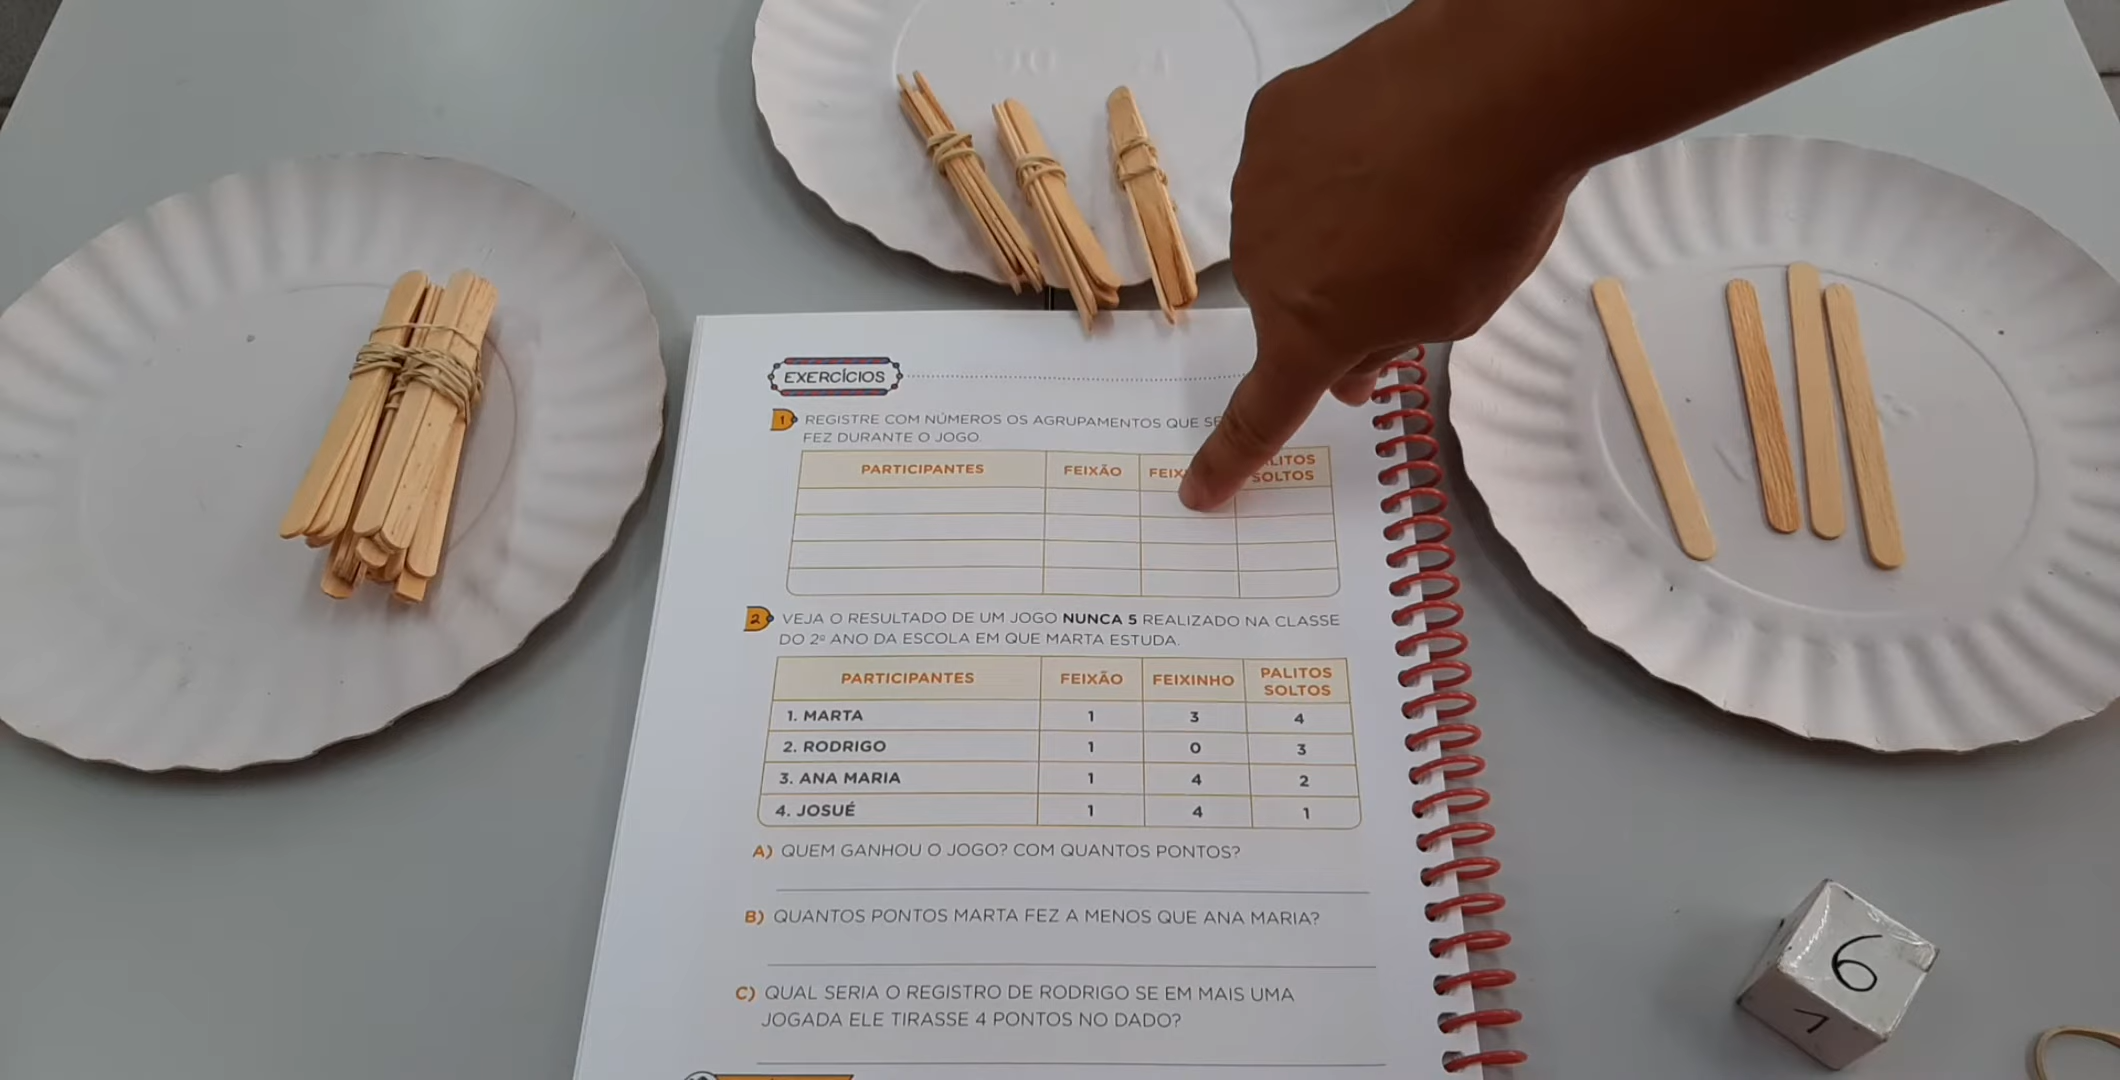 EXERCÍCIOS
1 REGISTRE COM NÚMEROS OS AGRUPAMENTOS QUE
FEZ DURANTE O JOGO.
PARTICIPANTES FEIXÃO SOLTOS
2 VEJA O RESULTADO DE UM JOGO NUNCA 5 REALIZADO NA CLASSE
DO 2º ANO DA ESCOLA EM QUE MARTA ESTUDA.
PARTICIPANTES FEIXÃO FEIXINHO PALITOS SOLTOS
1. MARTA 1 3 4
2. RODRIGO 1 0 3
3. ANA MARIA 1 4 2
4. JOSUÉ 1 4 1
A) QUEM GANHOU O JOGO? COM QUANTOS PONTOS?
B) QUANTOS PONTOS MARTA FEZ A MENOS QUE ANA MARIA?
C) QUAL SERIA O REGISTRO DE RODRIGO SE EM MAIS UMA
JOGADA ELE TIRASSE 4 PONTOS NO DADO?
6
1